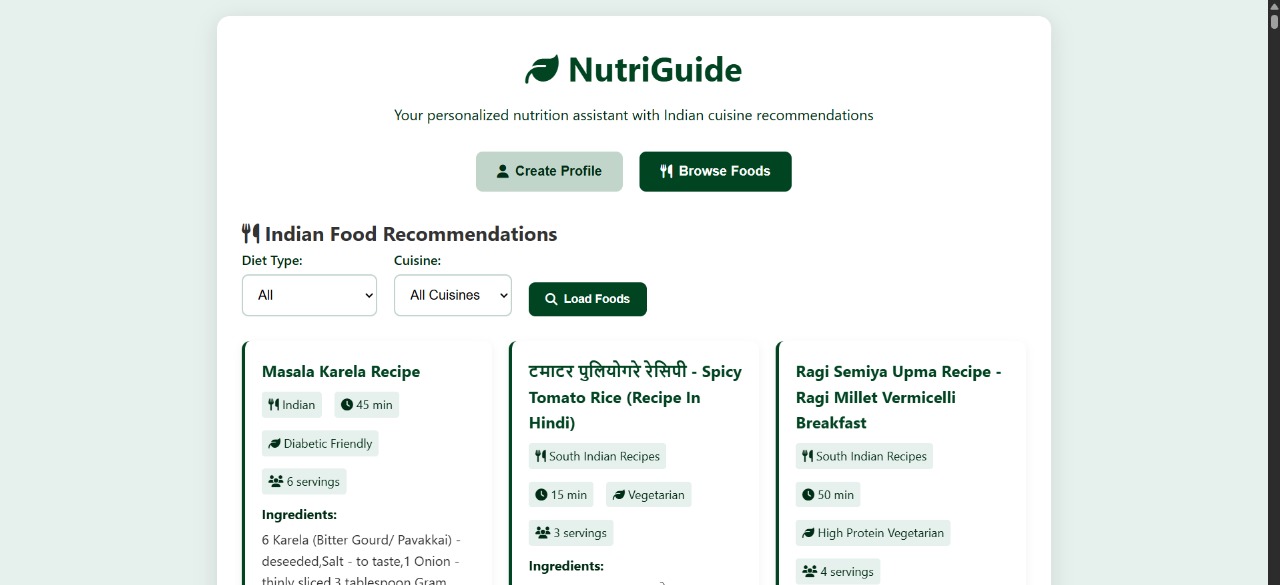 NutriGuide
Your personalized nutrition assistant with Indian cuisine recommendations
Create Profile
Browse Foods
Indian Food Recommendations
Diet Type:
Cuisine:
All
All Cuisines
Load Foods
Masala Karela Recipe
Indian
45 min
Diabetic Friendly
6 servings
Ingredients:
6 Karela (Bitter Gourd/ Pavakkai) -
deseeded,Salt - to taste,1 Onion -
thinly sliced,3 tablespoon Gram
टमाटर पुलियोगरे रेसिपी - Spicy
Tomato Rice (Recipe In
Hindi)
South Indian Recipes
15 min
Vegetarian
3 servings
Ingredients:
Ragi Semiya Upma Recipe -
Ragi Millet Vermicelli
Breakfast
South Indian Recipes
50 min
High Protein Vegetarian
4 servings